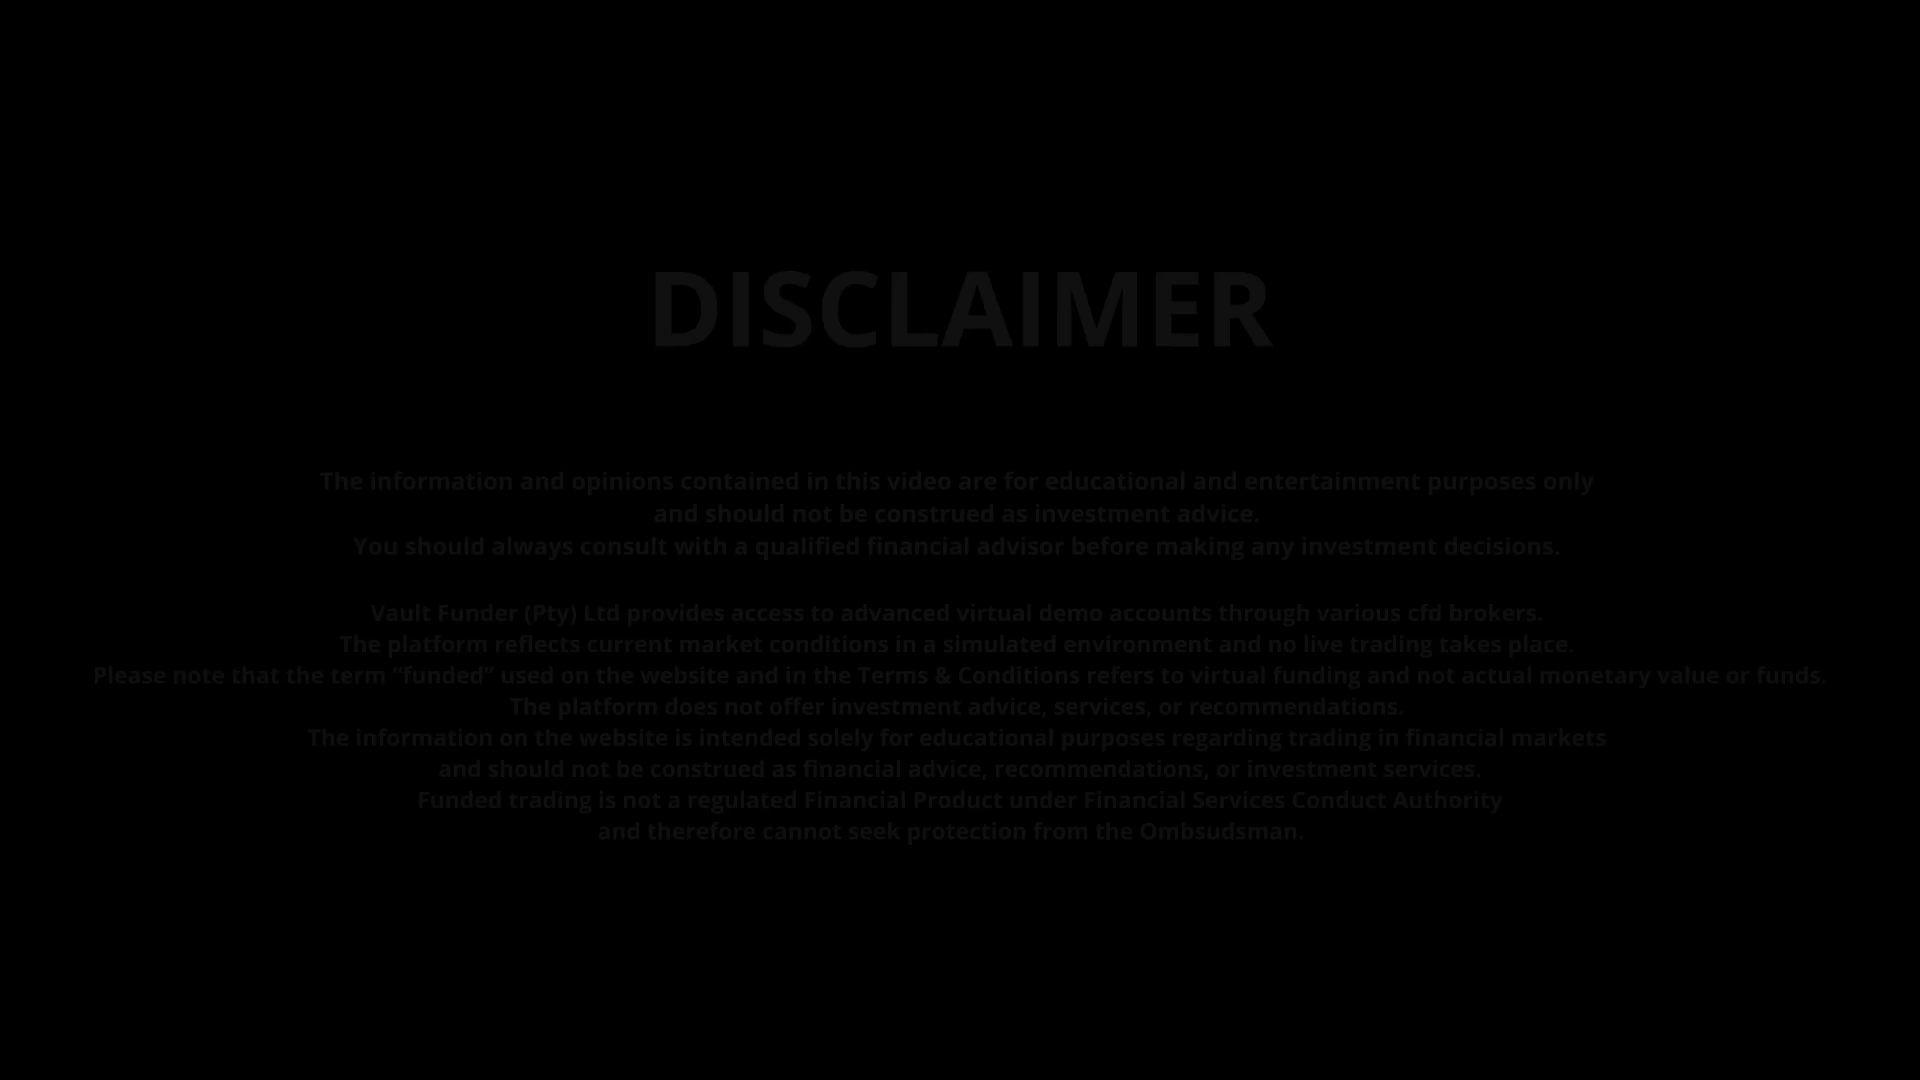 DISCLAIMER
The information and opinions contained in this video are for educational and entertainment purposes only
and should not be construed as investment advice.
You should always consult with a qualified financial advisor before making any investment decisions.
Vault Funder (Pty) Ltd provides access to advanced virtual demo accounts through various cfd brokers.
The platform reflects current market conditions in a simulated environment and no live trading takes place.
Please note that the term “funded” used on the website and in the Terms & Conditions refers to virtual funding and not actual monetary value or funds.
The platform does not offer investment advice, services, or recommendations.
The information on the website is intended solely for educational purposes regarding trading in financial markets
and should not be construed as financial advice, recommendations, or investment services.
Funded trading is not a regulated Financial Product under Financial Services Conduct Authority
and therefore cannot seek protection from the Ombsudsman.